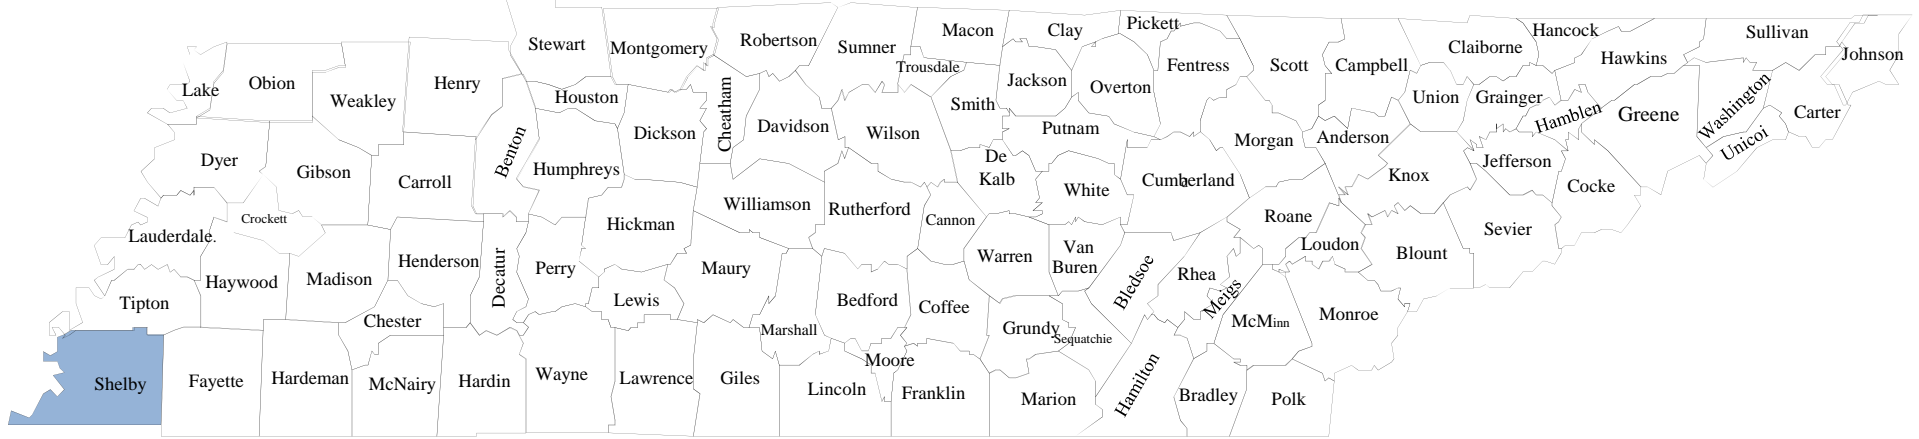 Pickett
Stewart
Montgomery
Robertson
Sumner
Macon
Clay
Hancock
Sullivan
Claiborne
Johnson
Trousdale
Fentress
Scott
Campbell
Hawkins
Lake
Obion
Weakley
Henry
Houston
Cheatham
Smith
Jackson
Overton
Union
Grainger
Hamblen
Greene
Washington
Carter
Dickson
Davidson
Wilson
Putnam
Morgan
Anderson
Unicoi
Dyer
Gibson
Carroll
Benton
Humphreys
De
Kalb
White
Cumberland
Knox
Jefferson
Cocke
Crockett
Lauderdale.
Hickman
Williamson
Rutherford
Cannon
Roane
Loudon
Blount
Sevier
Haywood
Madison
Henderson
Decatur
Perry
Maury
Warren
Van
Buren
Bledsoe
Rhea
Meigs
Tipton
Lewis
Bedford
Coffee
Chester
Marshall
Grundy
Sequatchie
McMinn
Monroe
Moore
Shelby
Fayette
Hardeman
McNairy
Hardin
Wayne
Lawrence
Giles
Lincoln
Franklin
Marion
Hamilton
Bradley
Polk